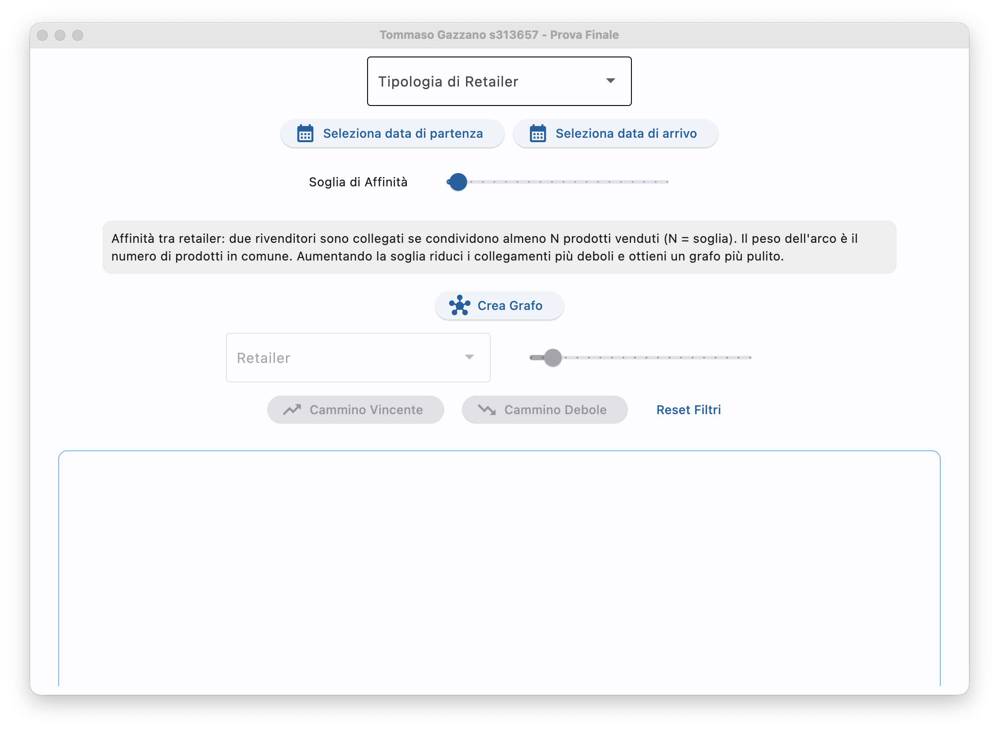 Tommaso Gazzano s313657 - Prova Finale
Tipologia di Retailer
Seleziona data di partenza
Seleziona data di arrivo
Soglia di Affinità
Affinità tra retailer: due rivenditori sono collegati se condividono almeno N prodotti venduti (N = soglia). Il peso dell'arco è il
numero di prodotti in comune. Aumentando la soglia riduci i collegamenti più deboli e ottieni un grafo più pulito.
Crea Grafo
Retailer
Cammino Vincente
Cammino Debole
Reset Filtri